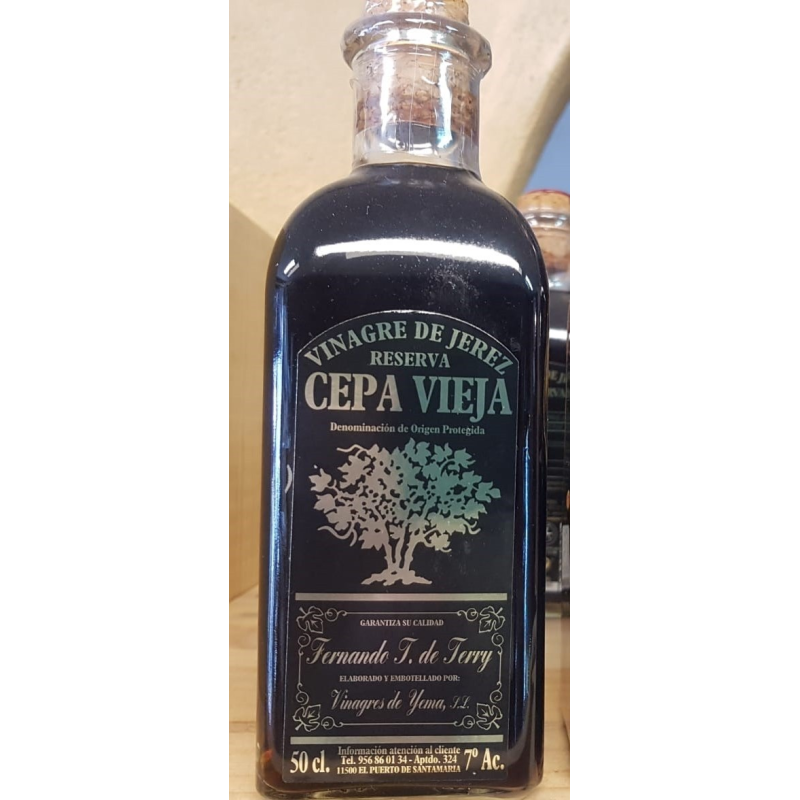 VINAGRE DE JEREZ
RESERVA
CEPA VIEJA
Denominación de Origen Protegida
GARANTIZA SU CALIDAD
Fernando T. de Terry
ELABORADO Y EMBOTELLADO POR:
Vinagres de Yema, S.L.
Información atención al cliente
50 cl. Tel. 956 86 01 34 - Aptdo. 324 7º Ac.
11500 EL PUERTO DE SANTAMARIA